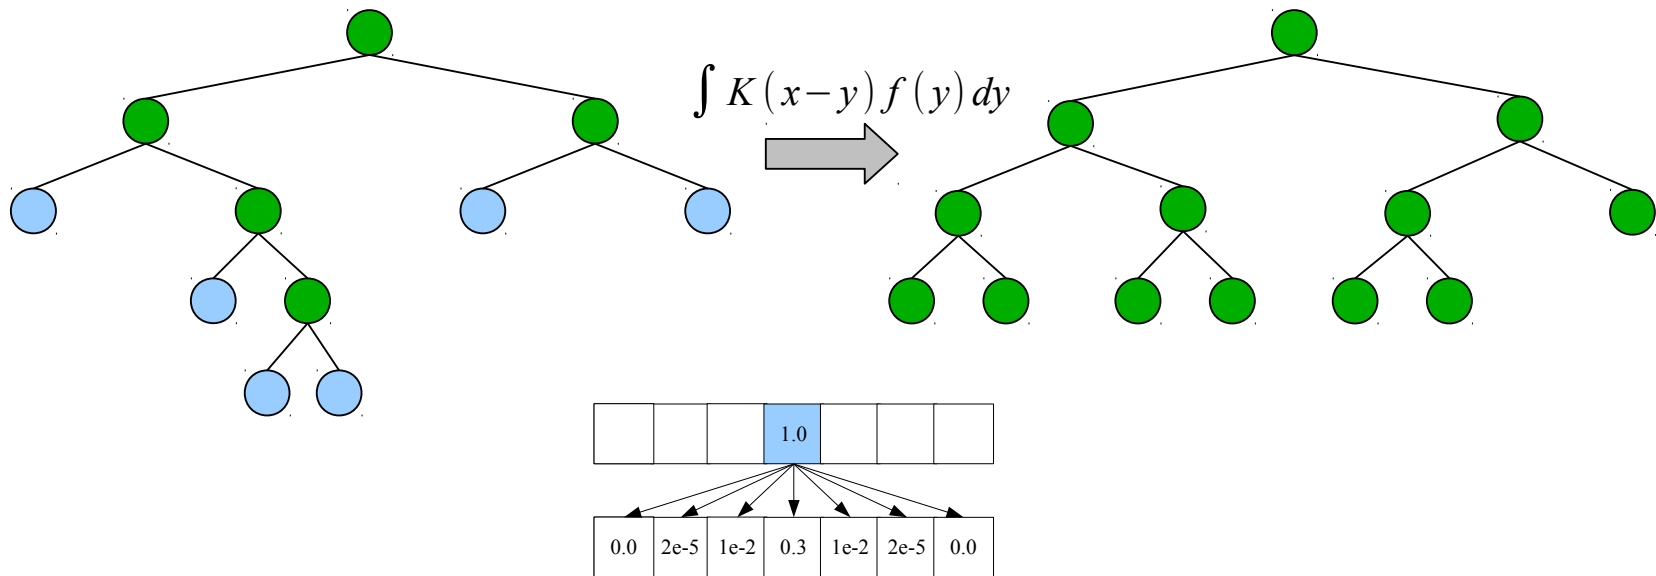 ∫ K (x−y) f (y) dy
1.0
0.0 2e-5 1e-2 0.3 1e-2 2e-5 0.0